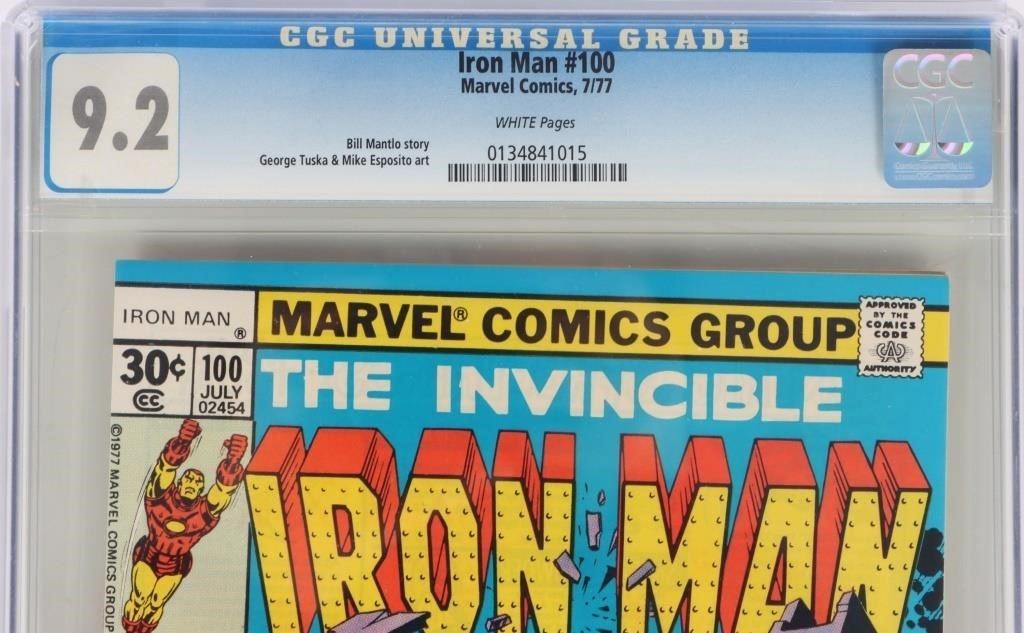 CGC UNIVERSAL GRADE
9.2
Iron Man #100
Marvel Comics, 7/77
WHITE Pages
Bill Mantlo story
George Tuska & Mike Esposito art
0134841015
CGC
IRON MAN ®
MARVEL® COMICS GROUP
APPROVED
BY THE
COMICS
CODE
CA
AUTHORITY
30¢
CC
100
JULY
02454
THE INVINCIBLE
IRON MAN
©1977 MARVEL COMICS GROUP